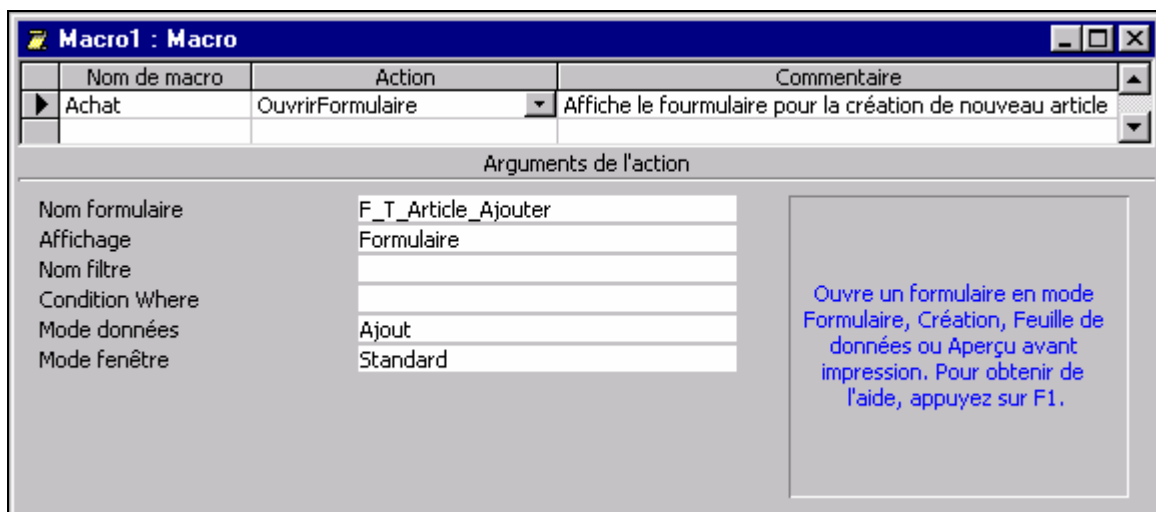 Macro1 : Macro
Nom de macro Action Commentaire
Achat OuvrirFormulaire Affiche le fourmulaire pour la création de nouveau article
Arguments de l'action
Nom formulaire F_T_Article_Ajouter
Affichage Formulaire
Nom filtre
Condition Where
Mode données Ajout
Mode fenêtre Standard
Ouvre un formulaire en mode
Formulaire, Création, Feuille de
données ou Aperçu avant
impression. Pour obtenir de
l'aide, appuyez sur F1.